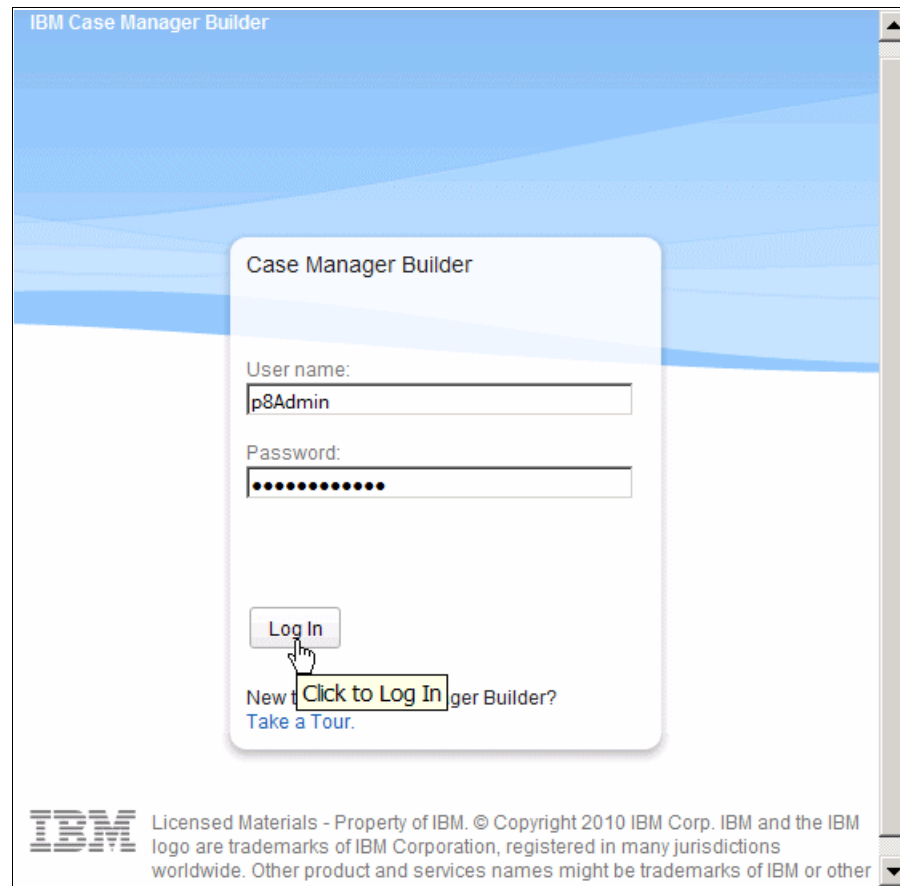 IBM Case Manager Builder
Case Manager Builder
User name:
p8Admin
Password:
••••••••••••
Log In
Click to Log In
New t ger Builder?
Take a Tour.
IBM
Licensed Materials - Property of IBM. © Copyright 2010 IBM Corp. IBM and the IBM
logo are trademarks of IBM Corporation, registered in many jurisdictions
worldwide. Other product and services names might be trademarks of IBM or other